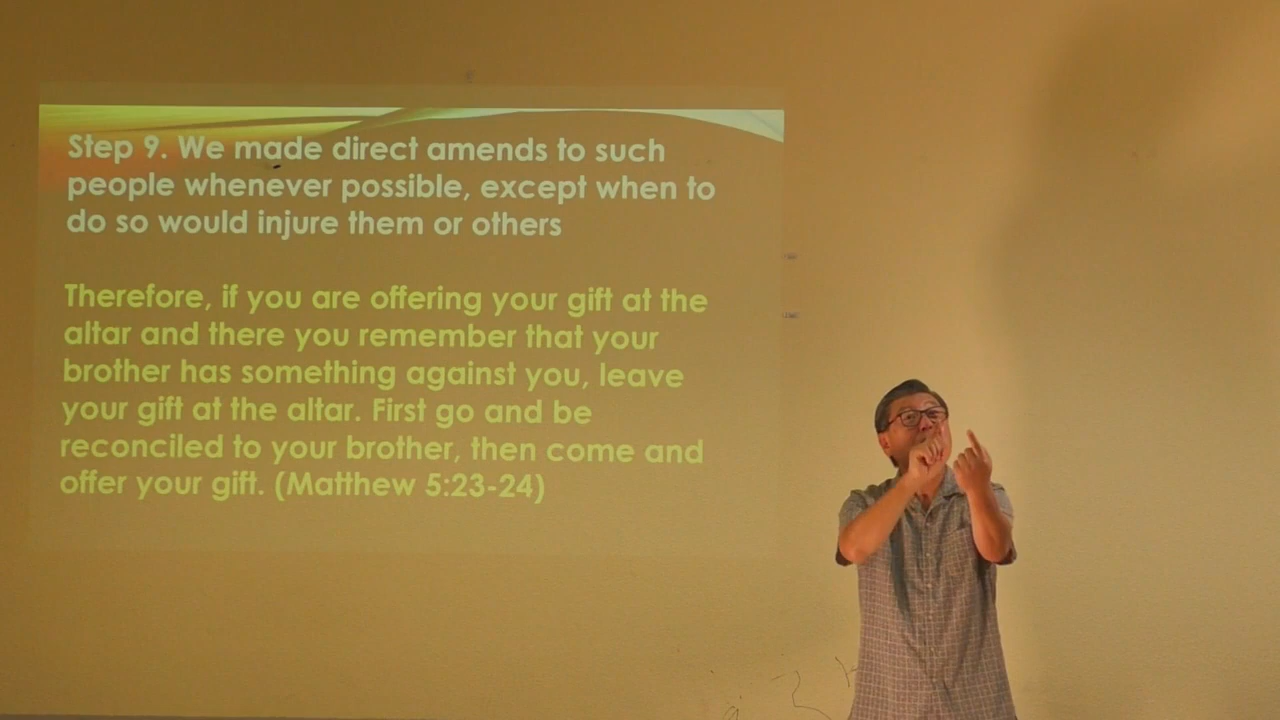 Step 9. We made direct amends to such
people whenever possible, except when to
do so would injure them or others
Therefore, if you are offering your gift at the
altar and there you remember that your
brother has something against you, leave
your gift at the altar. First go and be
reconciled to your brother, then come and
offer your gift. (Matthew 5:23-24)